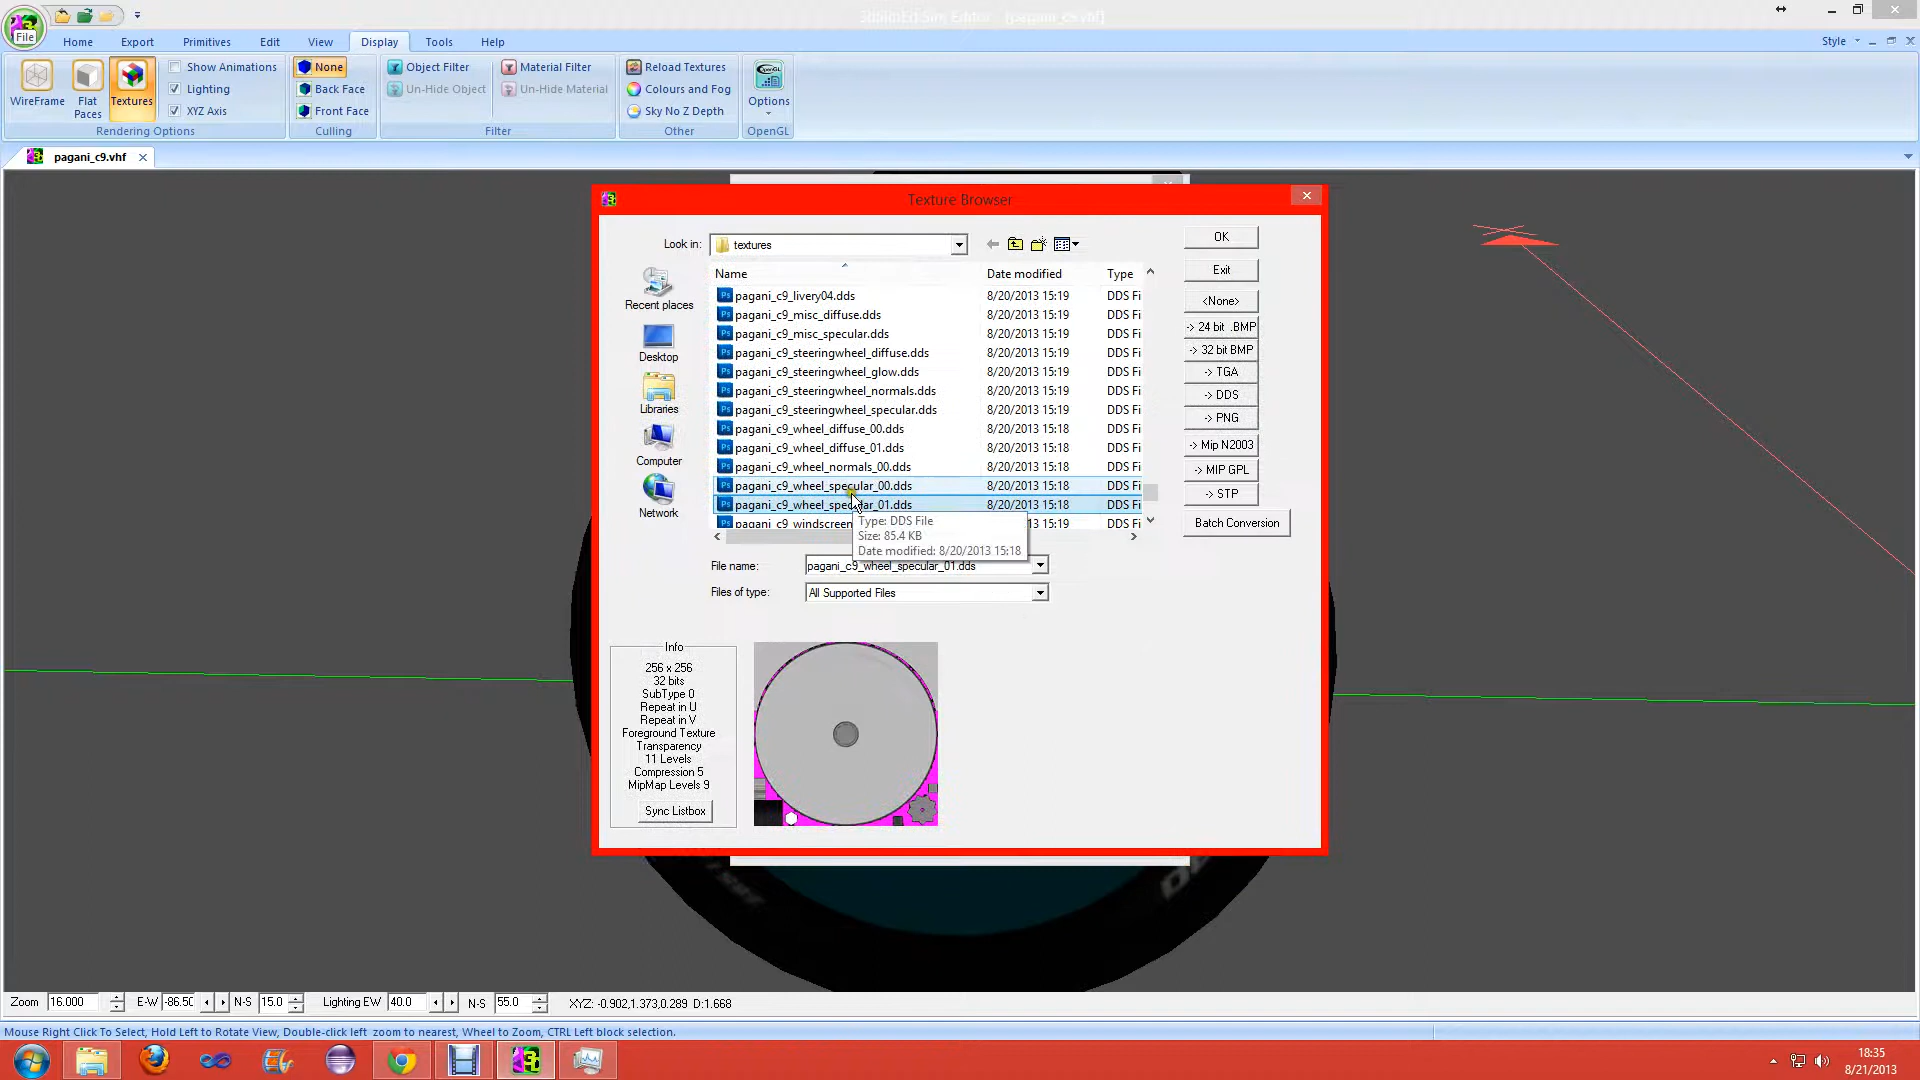 File
Home Export Primitives Edit View Display Tools Help
Style
WireFrame
Flat Faces
Textures
Show Animations
Lighting
XYZ Axis
Rendering Options
None
Back Face
Front Face
Culling
Object Filter
Un-Hide Object
Material Filter
Un-Hide Material
Filter
Reload Textures
Colours and Fog
Sky No Z Depth
Other
Options
OpenGL
pagani_c9.vhf
Texture Browser
Look in: textures
Recent places
Desktop
Libraries
Computer
Network
Name Date modified Type
pagani_c9_livery04.dds 8/20/2013 15:19 DDS Fi
pagani_c9_misc_diffuse.dds 8/20/2013 15:19 DDS Fi
pagani_c9_misc_specular.dds 8/20/2013 15:19 DDS Fi
pagani_c9_steeringwheel_diffuse.dds 8/20/2013 15:19 DDS Fi
pagani_c9_steeringwheel_glow.dds 8/20/2013 15:19 DDS Fi
pagani_c9_steeringwheel_normals.dds 8/20/2013 15:19 DDS Fi
pagani_c9_steeringwheel_specular.dds 8/20/2013 15:19 DDS Fi
pagani_c9_wheel_diffuse_00.dds 8/20/2013 15:18 DDS Fi
pagani_c9_wheel_diffuse_01.dds 8/20/2013 15:18 DDS Fi
pagani_c9_wheel_normals_00.dds 8/20/2013 15:18 DDS Fi
pagani_c9_wheel_specular_00.dds 8/20/2013 15:18 DDS Fi
pagani_c9_wheel_specular_01.dds 8/20/2013 15:18 DDS Fi
pagani_c9_windscreen 8/20/2013 15:19 DDS Fi
Type: DDS File
Size: 85.4 KB
Date modified: 8/20/2013 15:18
File name: pagani_c9_wheel_specular_01.dds
Files of type: All Supported Files
OK
Exit
<None>
-> 24 bit .BMP
-> 32 bit BMP
-> TGA
-> DDS
-> PNG
-> Mip N2003
-> MIP GPL
-> STP
Batch Conversion
Info
256 x 256
32 bits
SubType 0
Repeat in U
Repeat in V
Foreground Texture
Transparency
11 Levels
Compression 5
MipMap Levels 9
Sync Listbox
Zoom 16.000 E-W -86.50 N-S 15.0 Lighting EW 40.0 N-S 55.0 XYZ: -0.902,1.373,0.289 D:1.668
Mouse Right Click To Select, Hold Left to Rotate View, Double-click left zoom to nearest, Wheel to Zoom, CTRL Left block selection.
18:35
8/21/2013